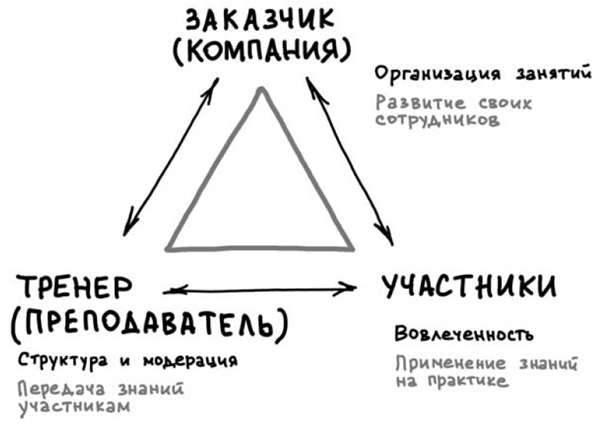 ЗАКАЗЧИК
(КОМПАНИЯ)
Организация занятий
Развитие своих
сотрудников
ТРЕНЕР
(ПРЕПОДАВАТЕЛЬ)
Структура и модерация
Передача знаний
участникам
УЧАСТНИКИ
Вовлеченность
Применение знаний
на практике